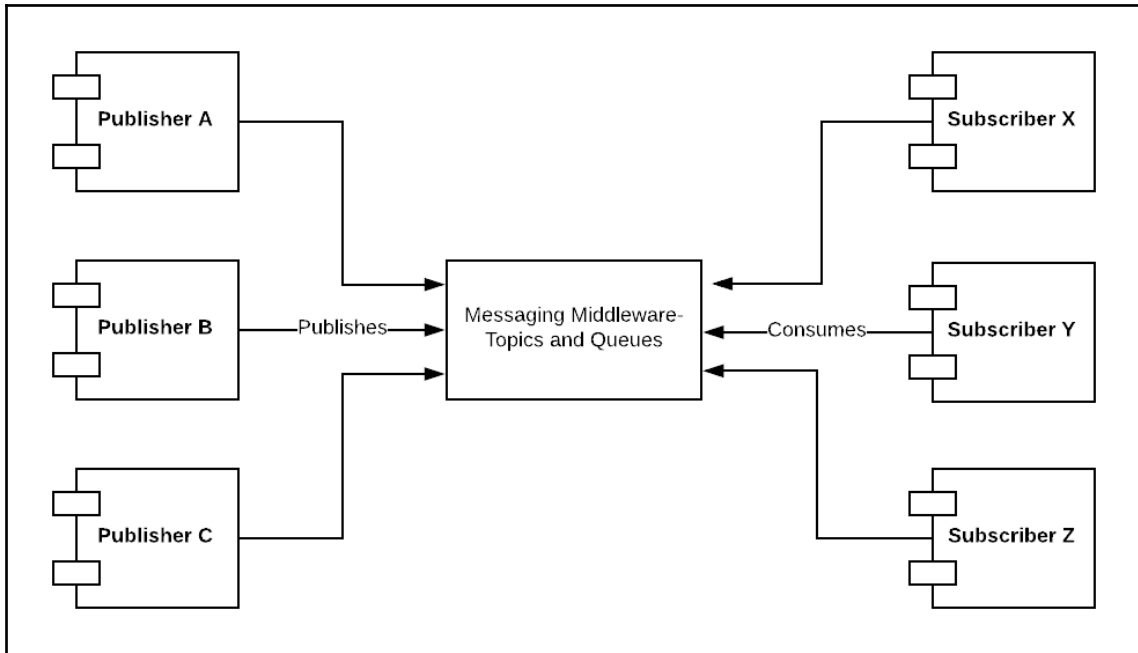 Publisher A
Subscriber X
Publisher B
Publishes
Messaging Middleware-
Topics and Queues
Consumes
Subscriber Y
Publisher C
Subscriber Z